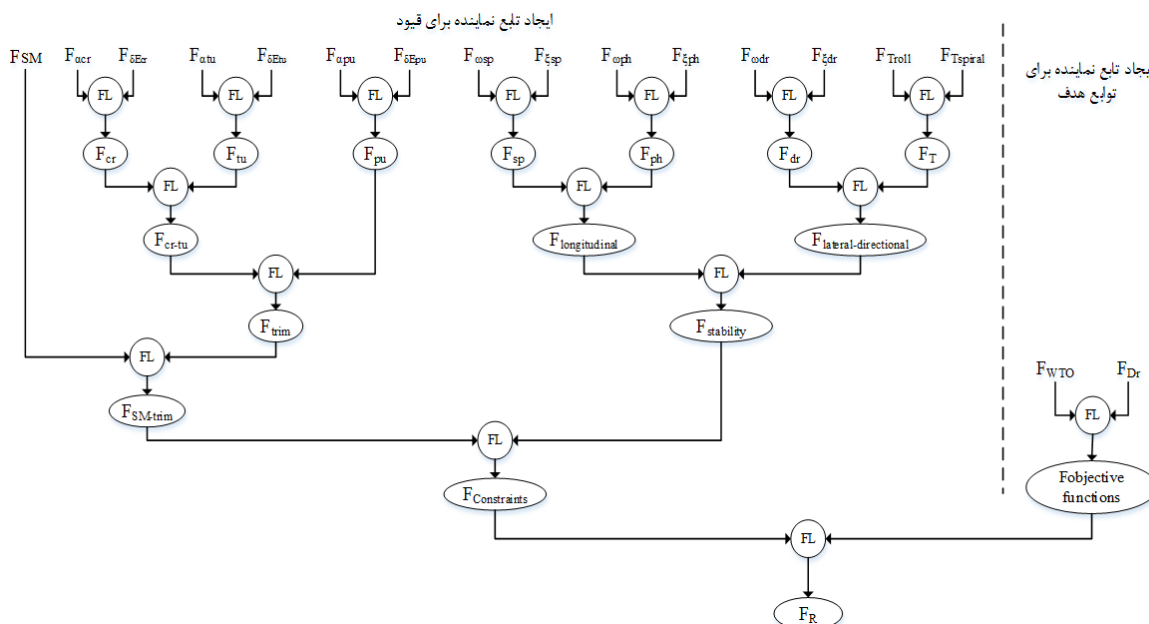 ایجاد تابع نماینده برای قیود
ایجاد تابع نماینده برای
توابع هدف
FSM
Fαcr
FδEcr
Fαtu
FδEtu
Fαpu
FδEpu
Fωsp
Fξsp
Fωph
Fξph
Fωdr
Fξdr
FTroll
FTspiral
FL
FL
FL
FL
FL
FL
FL
Fcr
Ftu
Fpu
Fsp
Fph
Fdr
FT
FL
FL
FL
Fcr-tu
Flongitudinal
Flateral-directional
FL
FL
Ftrim
Fstability
FL
FWTO
FDr
FSM-trim
FL
FL
FConstraints
Fobjective
functions
FL
FR